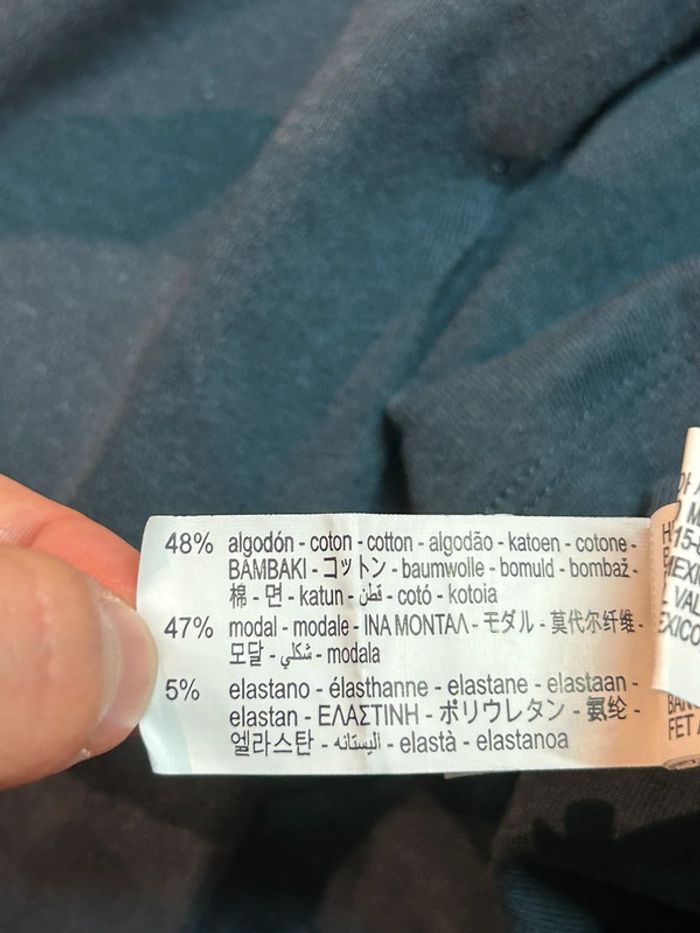 48% algodón - coton - cotton - algodão - katoen - cotone -
BAMBAKI - コットン - baumwolle - bomuld - bombaž -
棉 - 면 - katun - قطن - cotó - kotoia
47% modal - modale - INA MONTAΛ - モダル - 莫代尔纤维 -
모달 - شكلي - modala
5% elastano - élasthanne - elastane - elastaan -
elastan - ΕΛΑΣΤΙΝΗ - ポリウレタン - 氨纶 -
엘라스탄 - اليستانه - elastà - elastanoa